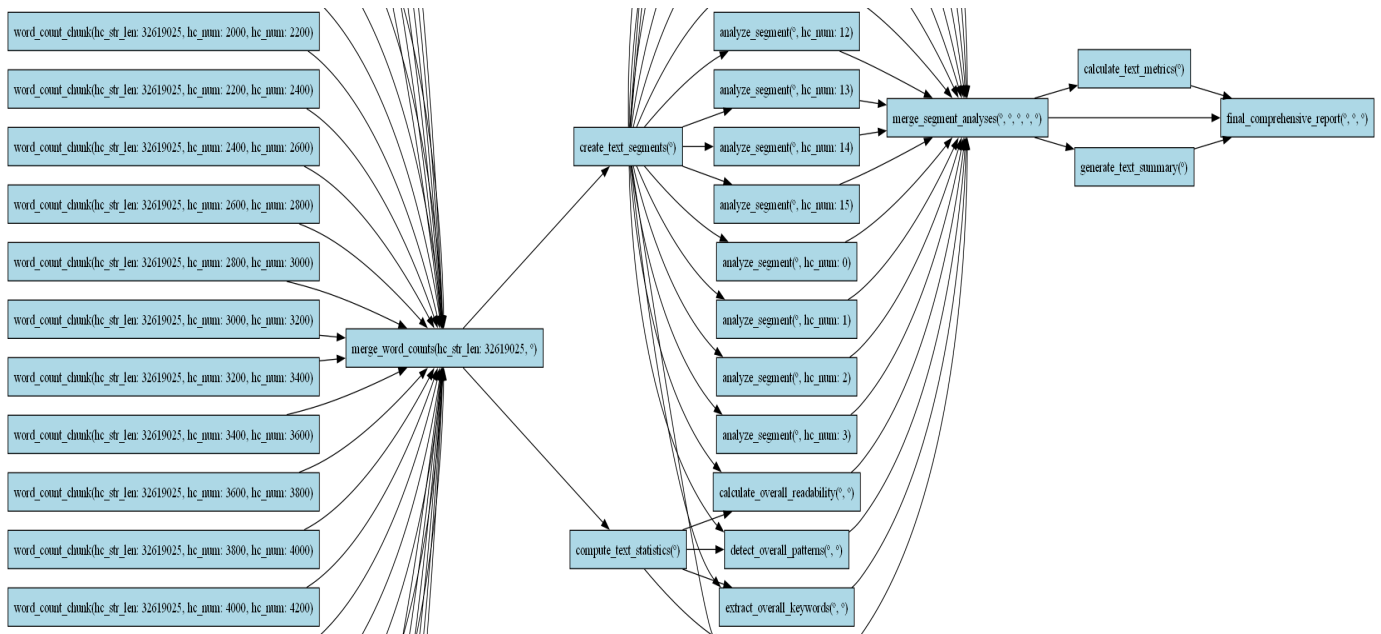 word_count_chunk(hc_str_len: 32619025, hc_num: 2000, hc_num: 2200)
word_count_chunk(hc_str_len: 32619025, hc_num: 2200, hc_num: 2400)
word_count_chunk(hc_str_len: 32619025, hc_num: 2400, hc_num: 2600)
word_count_chunk(hc_str_len: 32619025, hc_num: 2600, hc_num: 2800)
word_count_chunk(hc_str_len: 32619025, hc_num: 2800, hc_num: 3000)
word_count_chunk(hc_str_len: 32619025, hc_num: 3000, hc_num: 3200)
word_count_chunk(hc_str_len: 32619025, hc_num: 3200, hc_num: 3400)
word_count_chunk(hc_str_len: 32619025, hc_num: 3400, hc_num: 3600)
word_count_chunk(hc_str_len: 32619025, hc_num: 3600, hc_num: 3800)
word_count_chunk(hc_str_len: 32619025, hc_num: 3800, hc_num: 4000)
word_count_chunk(hc_str_len: 32619025, hc_num: 4000, hc_num: 4200)
merge_word_counts(hc_str_len: 32619025, °)
create_text_segments(°)
compute_text_statistics(°)
analyze_segment(°, hc_num: 12)
analyze_segment(°, hc_num: 13)
analyze_segment(°, hc_num: 14)
analyze_segment(°, hc_num: 15)
analyze_segment(°, hc_num: 0)
analyze_segment(°, hc_num: 1)
analyze_segment(°, hc_num: 2)
analyze_segment(°, hc_num: 3)
calculate_overall_readability(°, °)
detect_overall_patterns(°, °)
extract_overall_keywords(°, °)
merge_segment_analyses(°, °, °, °, °)
calculate_text_metrics(°)
generate_text_summary(°)
final_comprehensive_report(°, °, °)